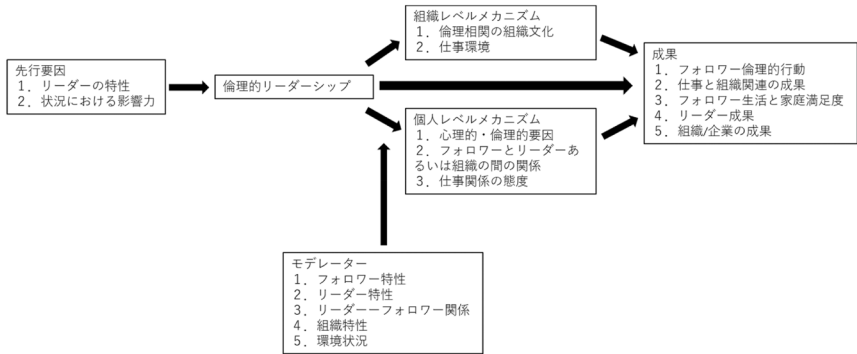 先行要因
1．リーダーの特性
2．状況における影響力
倫理的リーダーシップ
組織レベルメカニズム
1．倫理相関の組織文化
2．仕事環境
個人レベルメカニズム
1．心理的・倫理的要因
2．フォロワーとリーダーあ
るいは組織の間の関係
3．仕事関係の態度
成果
1．フォロワー倫理的行動
2．仕事と組織関連の成果
3．フォロワー生活と家庭満足度
4．リーダー成果
5．組織/企業の成果
モデレーター
1．フォロワー特性
2．リーダー特性
3．リーダーーフォロワー関係
4．組織特性
5．環境状況